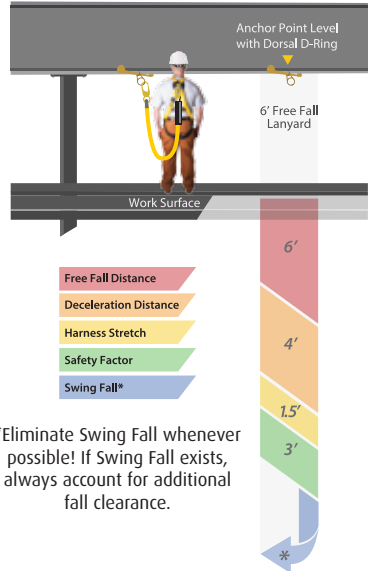 Anchor Point Level
with Dorsal D-Ring
6' Free Fall
Lanyard
Work Surface
6'
Free Fall Distance
Deceleration Distance
Harness Stretch
Safety Factor
Swing Fall*
4'
1.5'
3'
*Eliminate Swing Fall whenever
possible! If Swing Fall exists,
always account for additional
fall clearance.
*